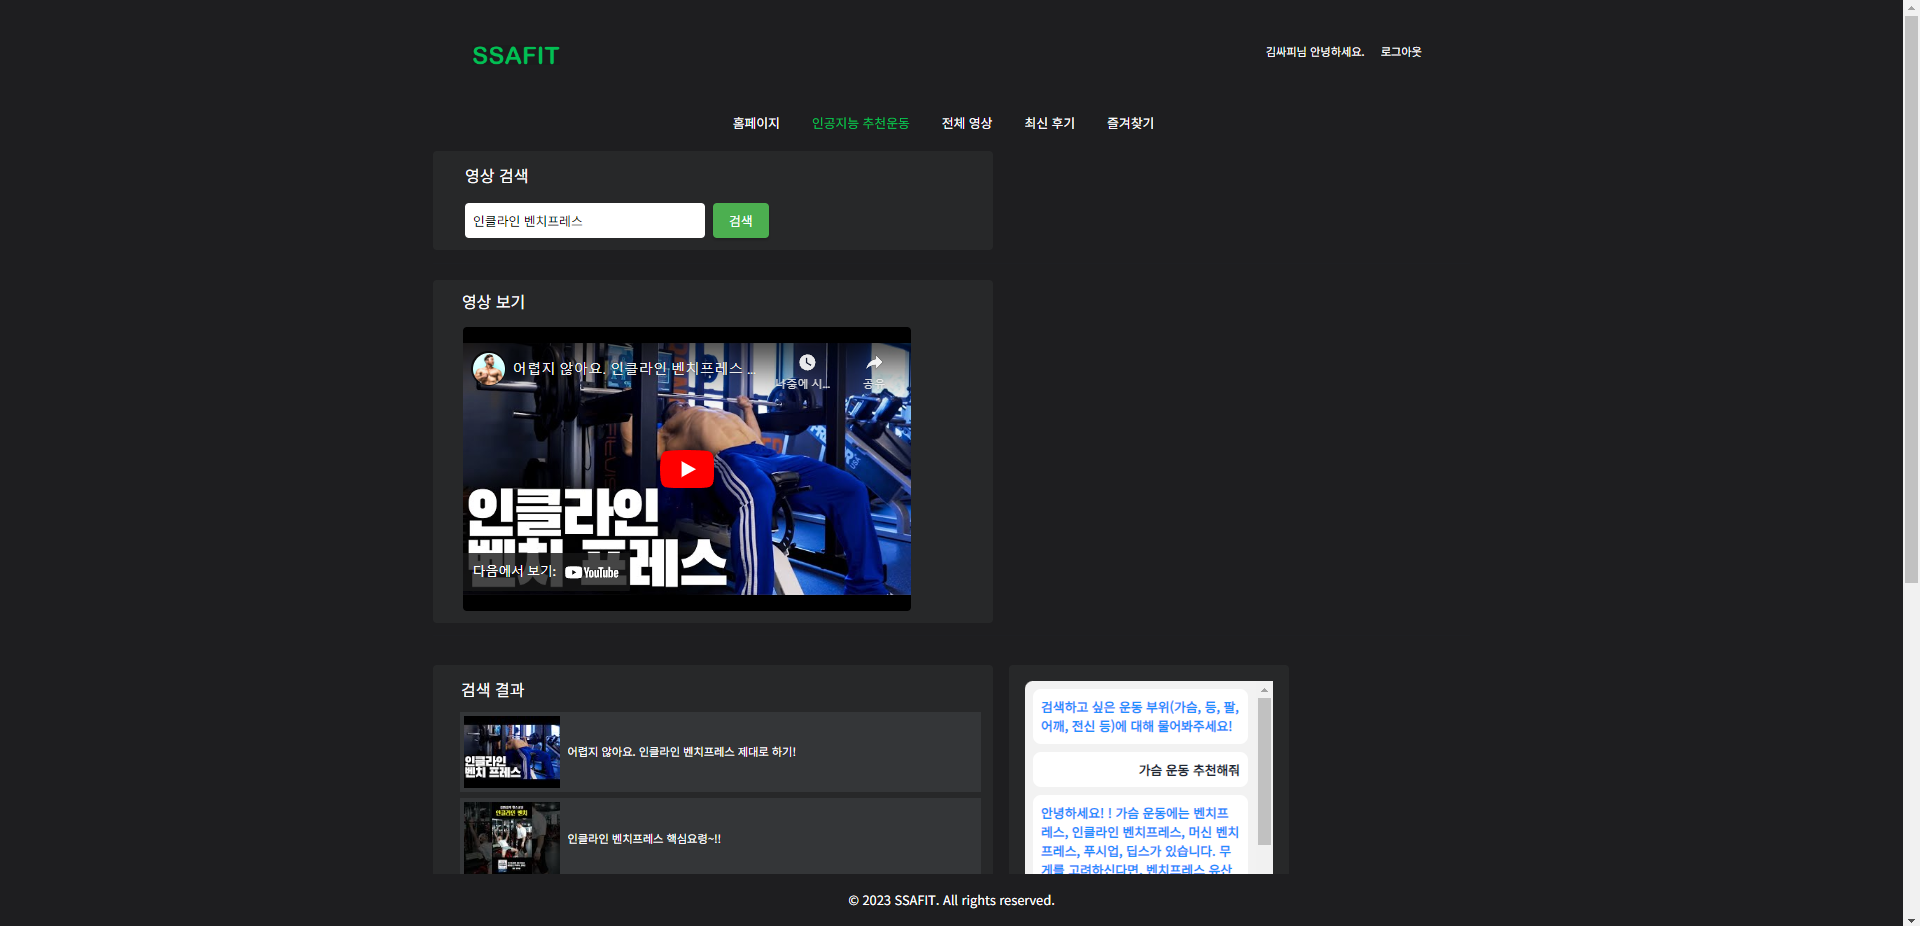 SSAFIT
김싸피님 안녕하세요. 로그아웃
홈페이지 인공지능 추천운동 전체 영상 최신 후기 즐겨찾기
영상 검색
인클라인 벤치프레스 검색
영상 보기
어렵지 않아요. 인클라인 벤치프레스 ...
나중에 시...
공유
인클라인
벤치 프레스
다음에서 보기: YouTube
검색 결과
인클라인
벤치 프레스
어렵지 않아요. 인클라인 벤치프레스 제대로 하기!
인클라인 벤치
인클라인 벤치프레스 핵심요령~!!
검색하고 싶은 운동 부위(가슴, 등, 팔,
어깨, 전신 등)에 대해 물어봐주세요!
가슴 운동 추천해줘
안녕하세요! ! 가슴 운동에는 벤치프
레스, 인클라인 벤치프레스, 머신 벤치
프레스, 푸시업, 딥스가 있습니다. 무
게를 고려하신다면, 벤치프레스 유산
© 2023 SSAFIT. All rights reserved.